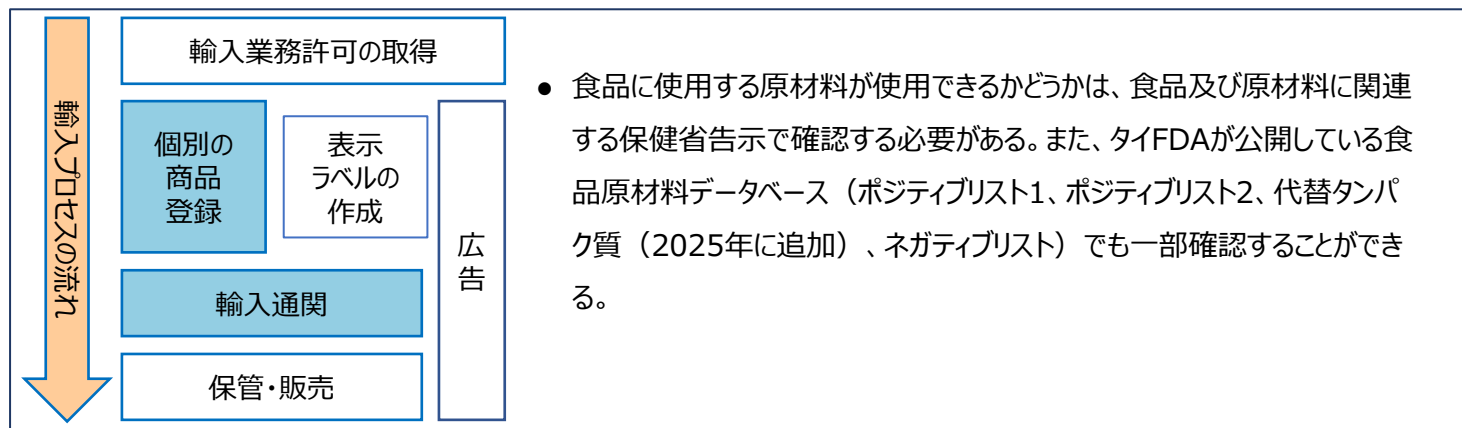 輸入プロセスの流れ
輸入業務許可の取得
個別の
商品
登録
表示
ラベルの
作成
広告
輸入通関
保管・販売
● 食品に使用する原材料が使用できるかどうかは、食品及び原材料に関連
する保健省告示で確認する必要がある。また、タイFDAが公開している食
品原材料データベース（ポジティブリスト1、ポジティブリスト2、代替タンパ
ク質（2025年に追加）、ネガティブリスト）でも一部確認することができ
る。